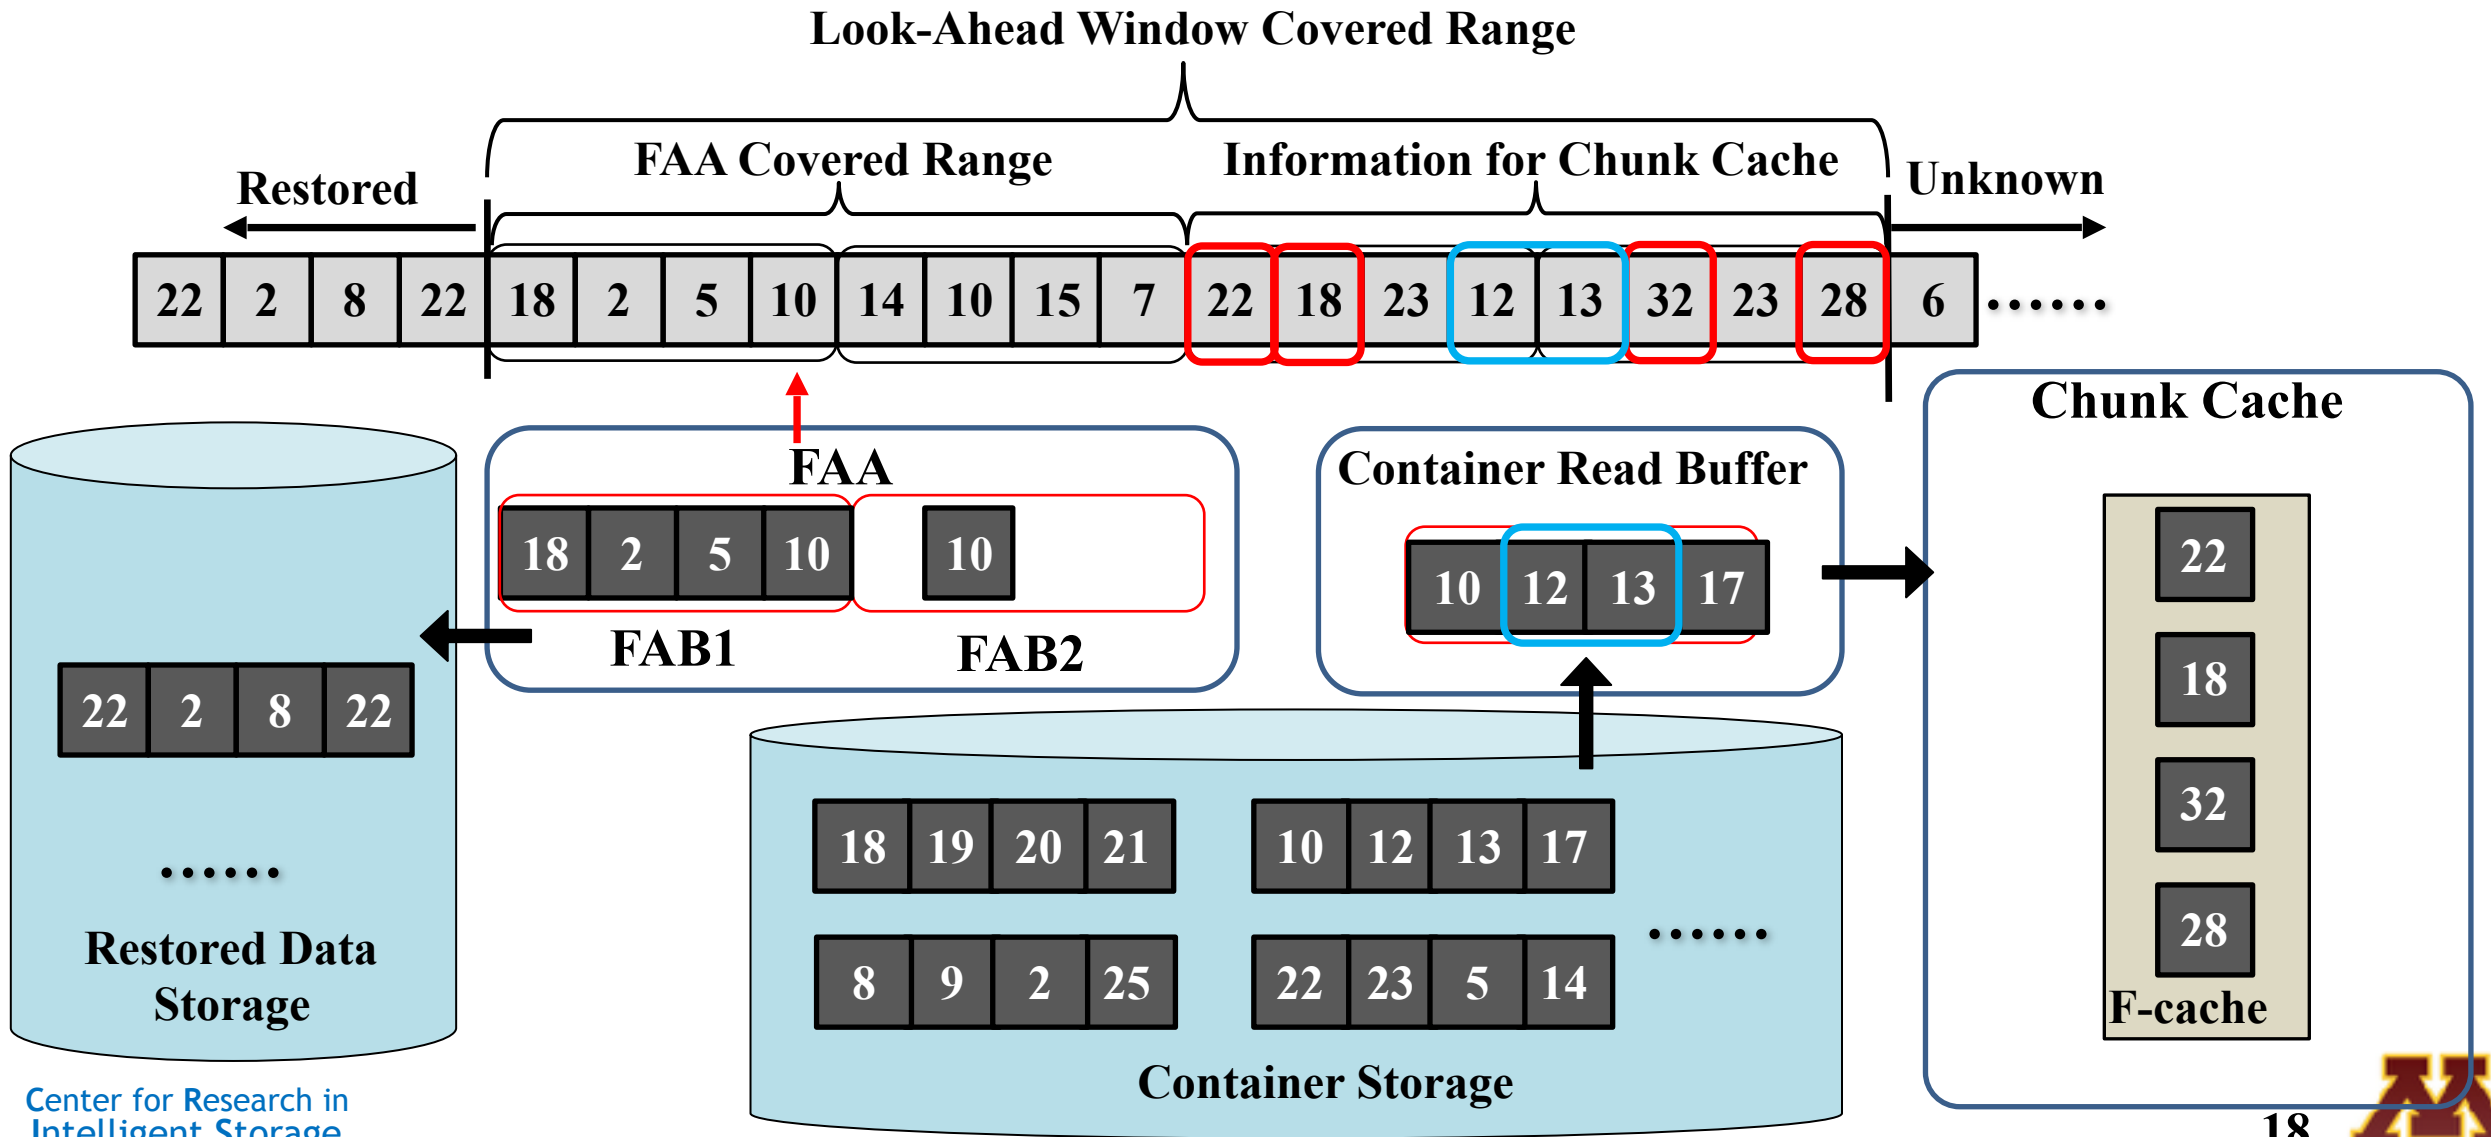 Look-Ahead Window Covered Range
FAA Covered Range
Information for Chunk Cache
Restored
Unknown
22 2 8 22 18 2 5 10 14 10 15 7 22 18 23 12 13 32 23 28 6 ......
Chunk Cache
FAA
Container Read Buffer
18 2 5 10 10
10 12 13 17
FAB1 FAB2
22
18
32
28
F-cache
22 2 8 22
......
Restored Data
Storage
18 19 20 21 10 12 13 17
8 9 2 25 22 23 5 14
......
Container Storage
Center for Research in
Intelligent Storage
18